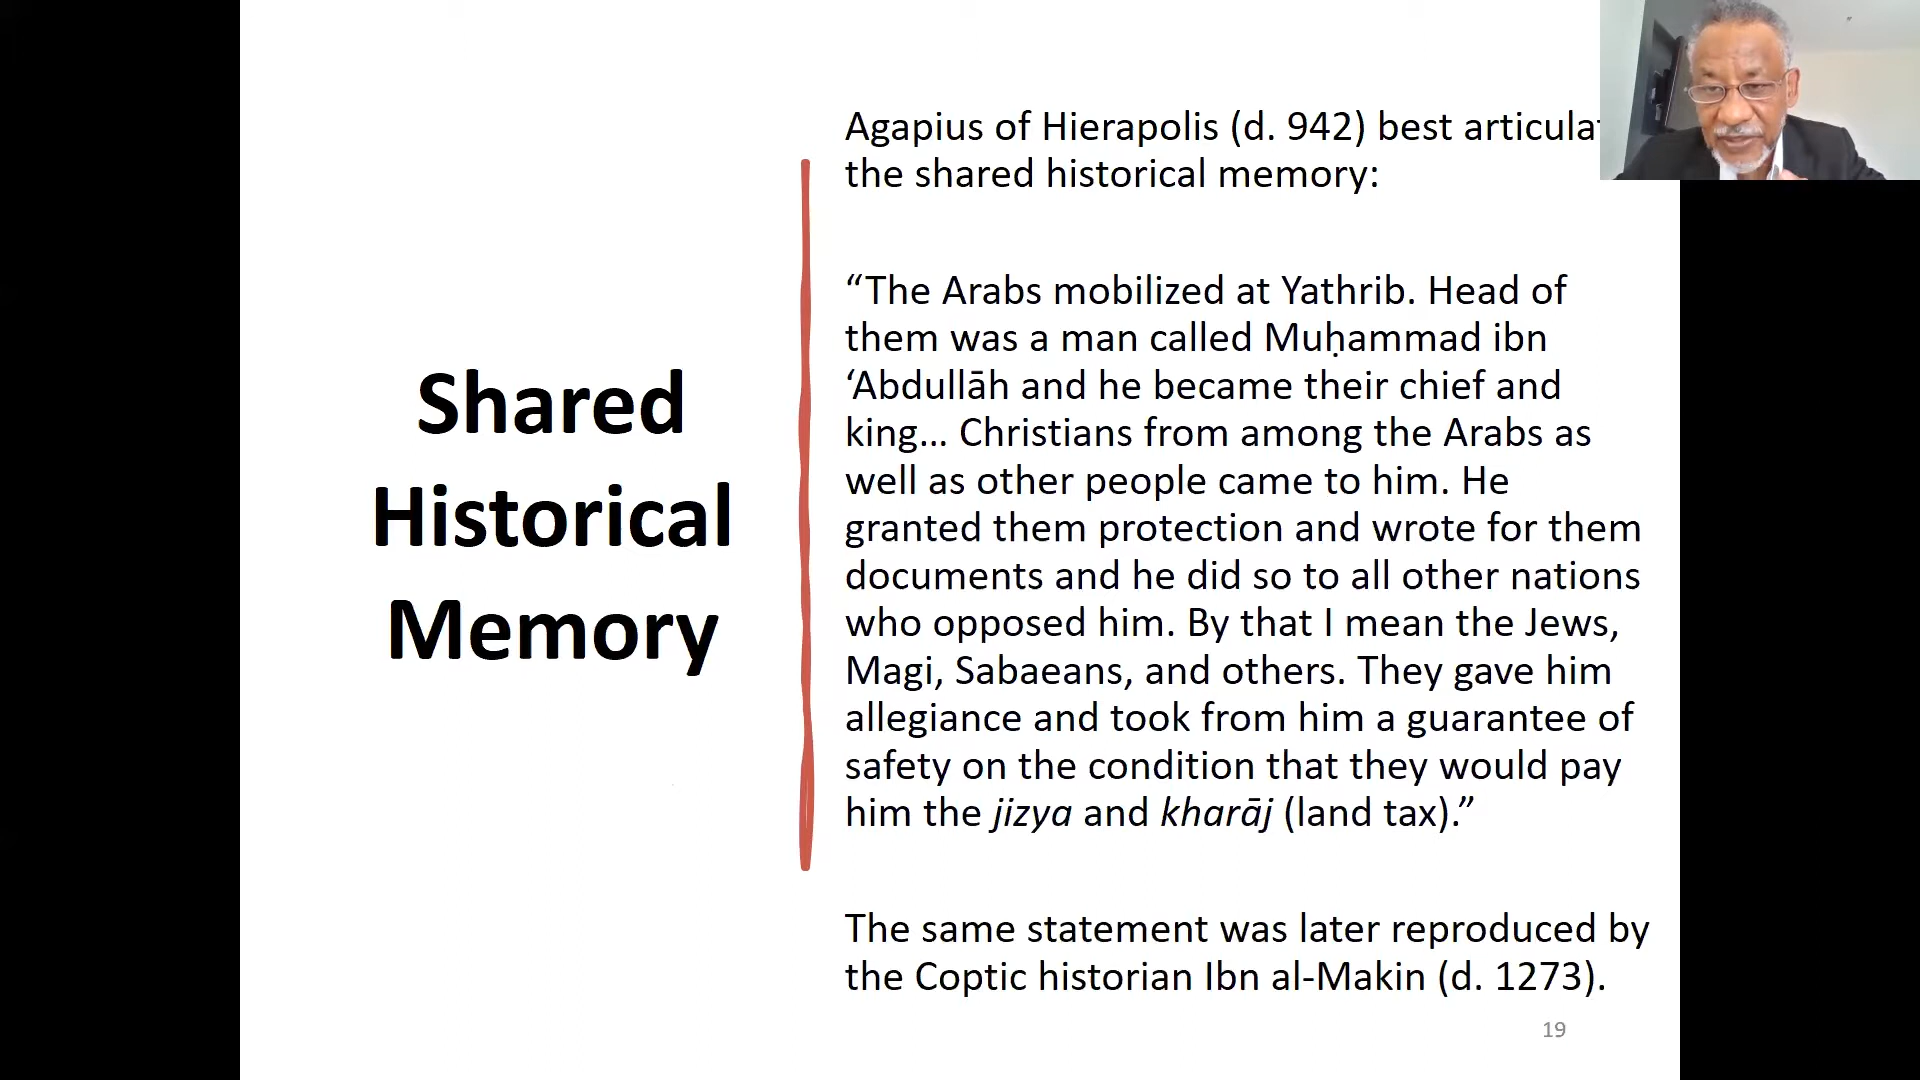 Shared
Historical
Memory
Agapius of Hierapolis (d. 942) best
the shared historical memory:
“The Arabs mobilized at Yathrib. Head of
them was a man called Muḥammad ibn
‘Abdullāh and he became their chief and
king... Christians from among the Arabs as
well as other people came to him. He
granted them protection and wrote for them
documents and he did so to all other nations
who opposed him. By that I mean the Jews,
Magi, Sabaeans, and others. They gave him
allegiance and took from him a guarantee of
safety on the condition that they would pay
him the jizya and kharāj (land tax).”
The same statement was later reproduced by
the Coptic historian Ibn al-Makin (d. 1273).
19